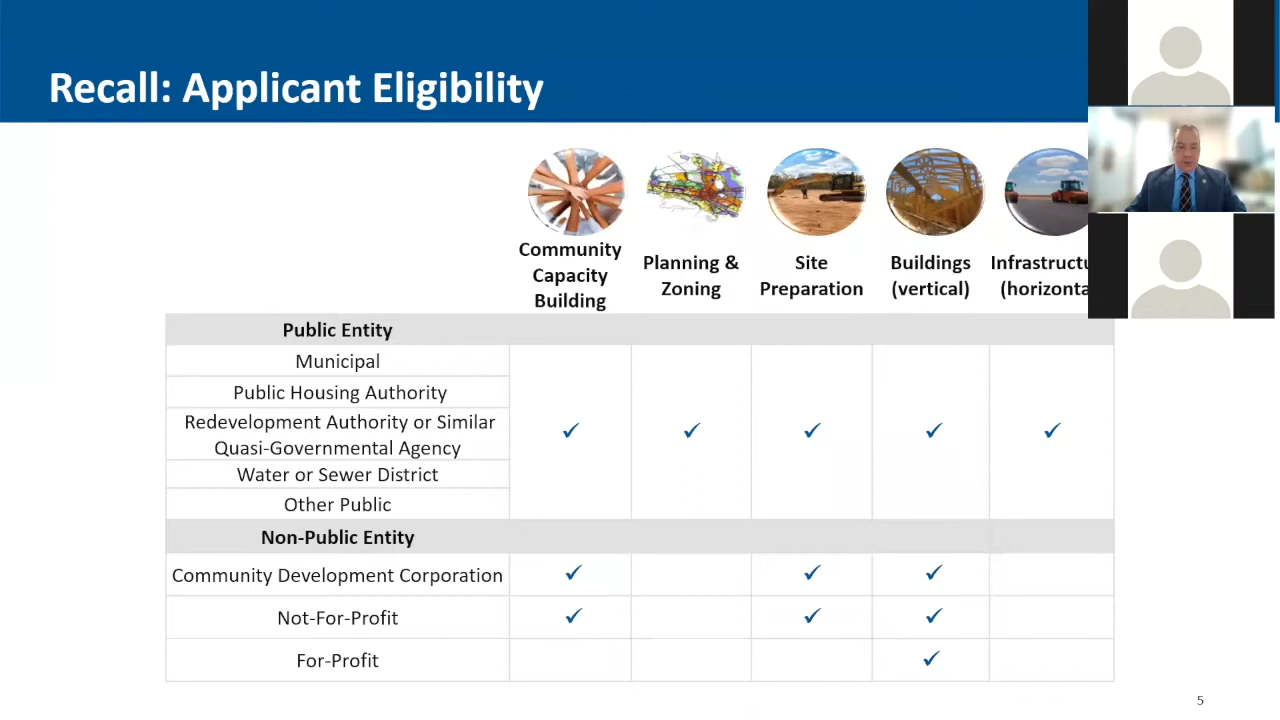 Recall: Applicant Eligibility
Community
Capacity
Building
Planning &
Zoning
Site
Preparation
Buildings
(vertical)
Infrastructu
(horizonta
Public Entity
Municipal
Public Housing Authority
Redevelopment Authority or Similar
Quasi-Governmental Agency
Water or Sewer District
Other Public
✓ ✓ ✓ ✓ ✓
Non-Public Entity
Community Development Corporation ✓ ✓ ✓
Not-For-Profit ✓ ✓ ✓
For-Profit ✓
5